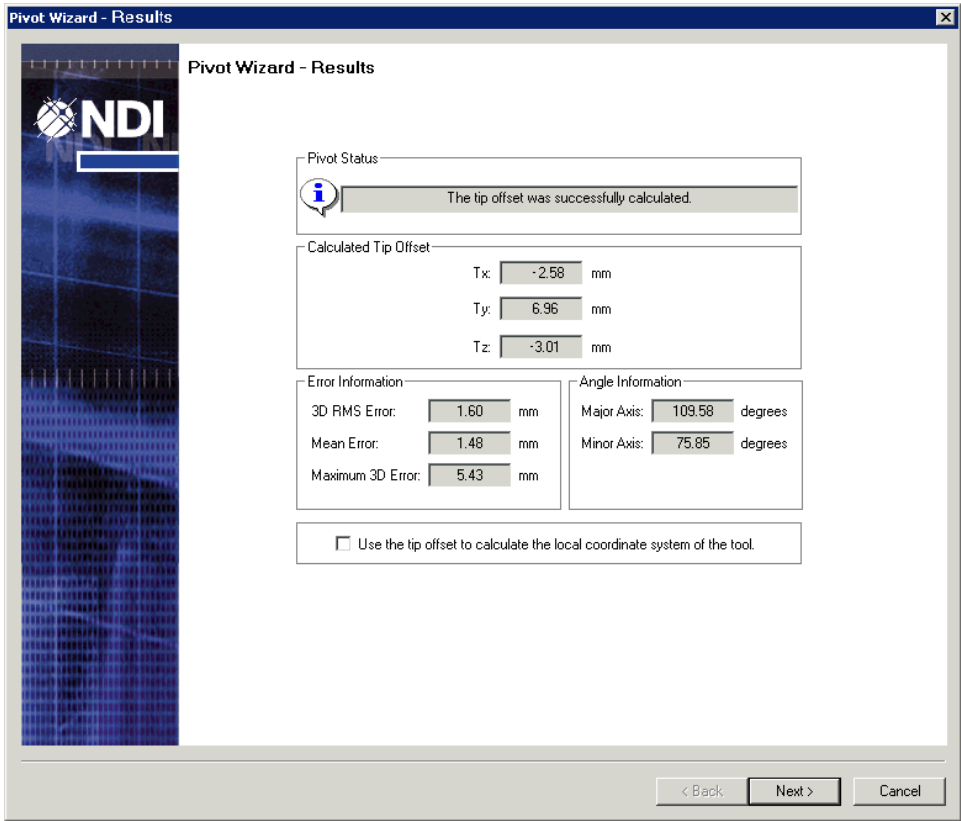 Pivot Wizard - Results
Pivot Wizard - Results
NDI
Pivot Status
The tip offset was successfully calculated.
Calculated Tip Offset
Tx: -2.58 mm
Ty: 6.96 mm
Tz: -3.01 mm
Error Information
3D RMS Error: 1.60 mm
Mean Error: 1.48 mm
Maximum 3D Error: 5.43 mm
Angle Information
Major Axis: 109.58 degrees
Minor Axis: 75.85 degrees
Use the tip offset to calculate the local coordinate system of the tool.
< Back Next > Cancel